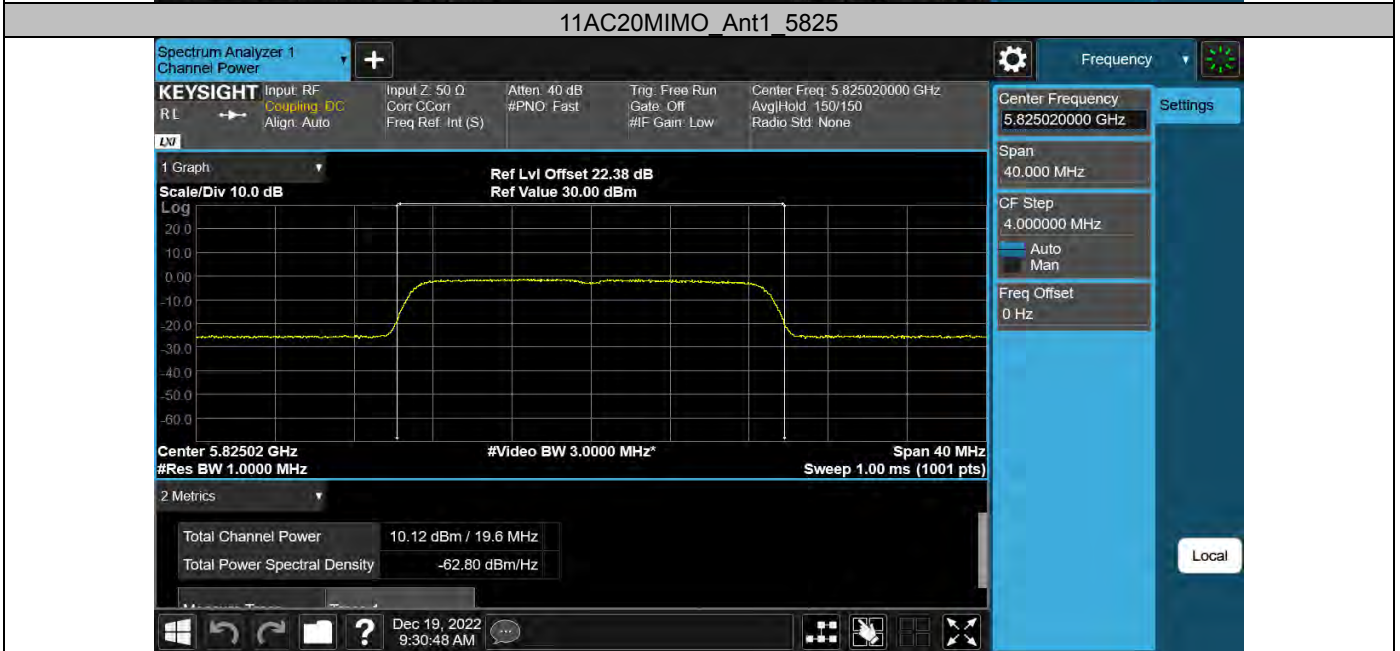 11AC20MIMO_Ant1_5825
Spectrum Analyzer 1
Channel Power
Frequency
KEYSIGHT
RL
LXI
Input: RF
Coupling: DC
Align: Auto
Input Z: 50 Ω
Corr CCorr
Freq Ref: Int (S)
Atten: 40 dB
#PNO: Fast
Trig: Free Run
Gate: Off
#IF Gain: Low
Center Freq: 5.825020000 GHz
Avg|Hold: 150/150
Radio Std: None
Center Frequency
5.825020000 GHz
Settings
Span
40.000 MHz
CF Step
4.000000 MHz
Auto
Man
Freq Offset
0 Hz
Local
1 Graph
Scale/Div 10.0 dB
Ref Lvl Offset 22.38 dB
Ref Value 30.00 dBm
Log
20.0
10.0
0.00
-10.0
-20.0
-30.0
-40.0
-50.0
-60.0
Center 5.82502 GHz
#Video BW 3.0000 MHz*
Span 40 MHz
#Res BW 1.0000 MHz
Sweep 1.00 ms (1001 pts)
2 Metrics
Total Channel Power 10.12 dBm / 19.6 MHz
Total Power Spectral Density -62.80 dBm/Hz
?
Dec 19, 2022
9:30:48 AM